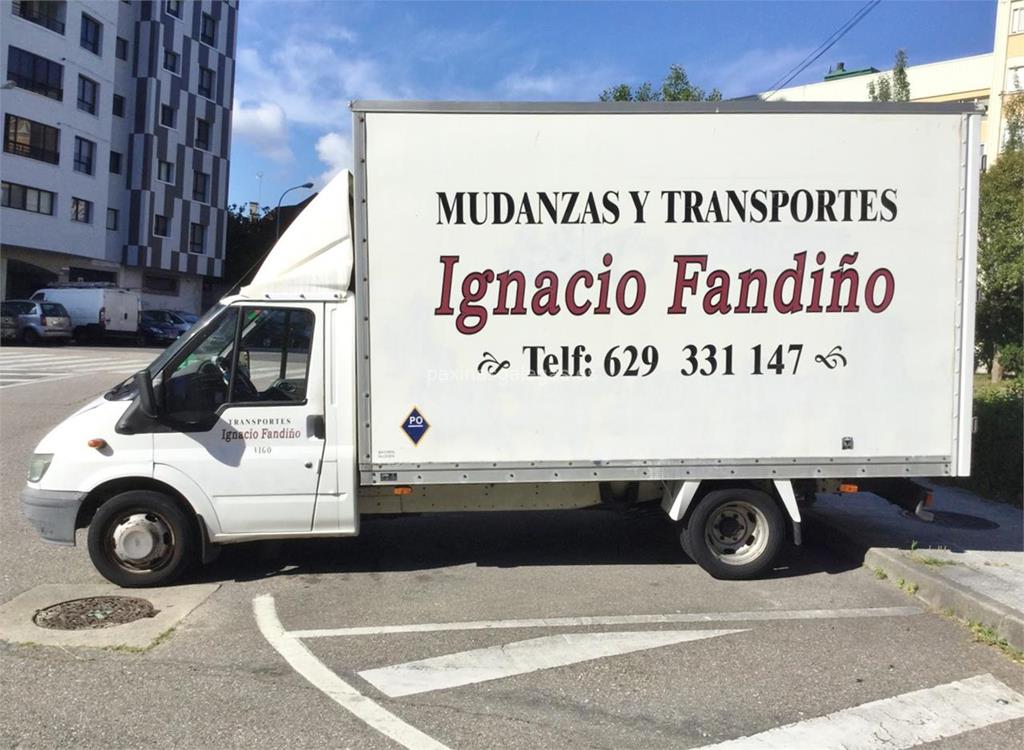 MUDANZAS Y TRANSPORTES
Ignacio Fandiño
Telf: 629 331 147
PO
TRANSPORTES
Ignacio Fandiño
VIGO